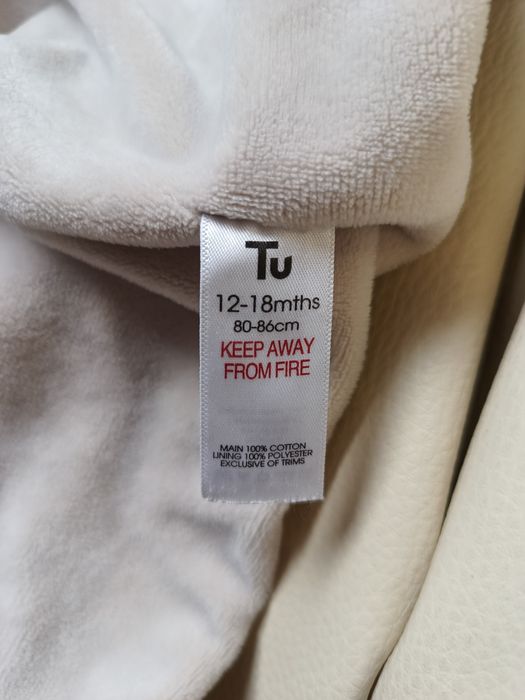 Tu
12-18mths
80-86cm
KEEP AWAY
FROM FIRE
MAIN 100% COTTON
LINING 100% POLYESTER
EXCLUSIVE OF TRIMS